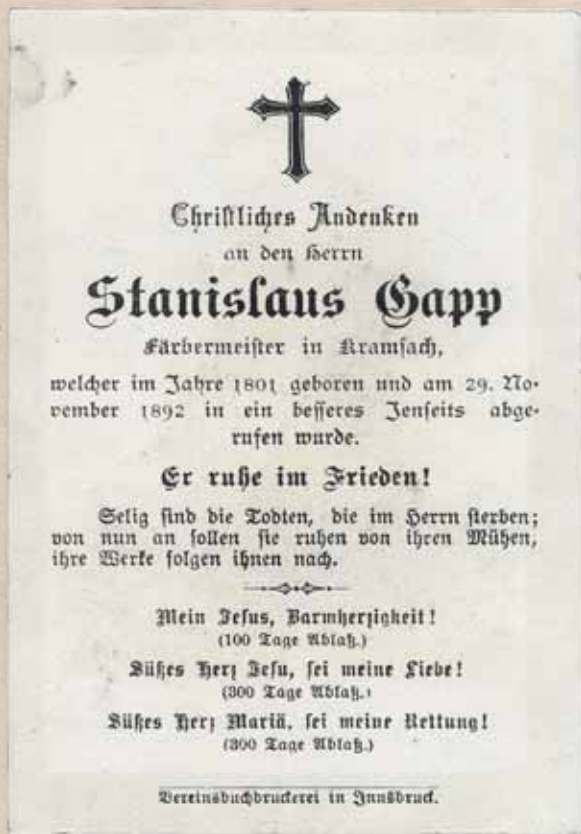 Christliches Andenken
an den Herrn
Stanislaus Gapp
Färbermeister in Kramsach,
welcher im Jahre 1801 geboren und am 29. No-
vember 1892 in ein besseres Jenseits abge-
rufen wurde.
Er ruhe im Frieden!
Selig sind die Todten, die im Herrn sterben;
von nun an sollen sie ruhen von ihren Mühen,
ihre Werke folgen ihnen nach.
Mein Jesus, Barmherzigkeit!
(100 Tage Ablaß.)
Süßes Herz Jesu, sei meine Liebe!
(300 Tage Ablaß.)
Süßes Herz Mariä, sei meine Rettung!
(300 Tage Ablaß.)
Vereinsbuchdruckerei in Innsbruck.